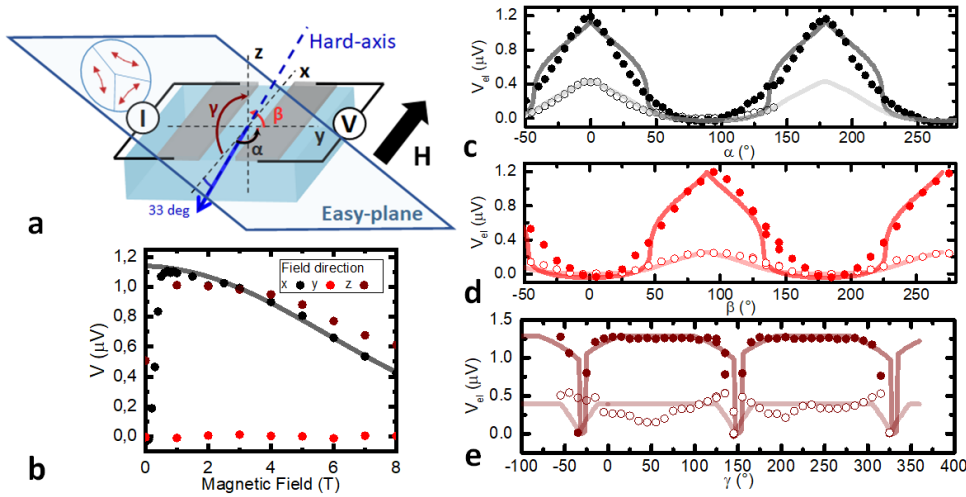 z
Hard-axis
x
γ
β
I
V
y
α
H
33 deg
Easy-plane
a
1,2
1,0
0,8
0,6
0,4
1,2
0,0
V (µV)
Field direction
x y z
0 2 4 6 8
Magnetic Field (T)
b
1.2
0.8
0.4
0.0
V_el (µV)
-50 0 50 100 150 200 250
α (°)
c
1.2
0.8
0.4
0.0
V_el (µV)
-50 0 50 100 150 200 250
β (°)
d
1.5
1.0
0.5
0.0
V_el (µV)
-100 -50 0 50 100 150 200 250 300 350 400
γ (°)
e